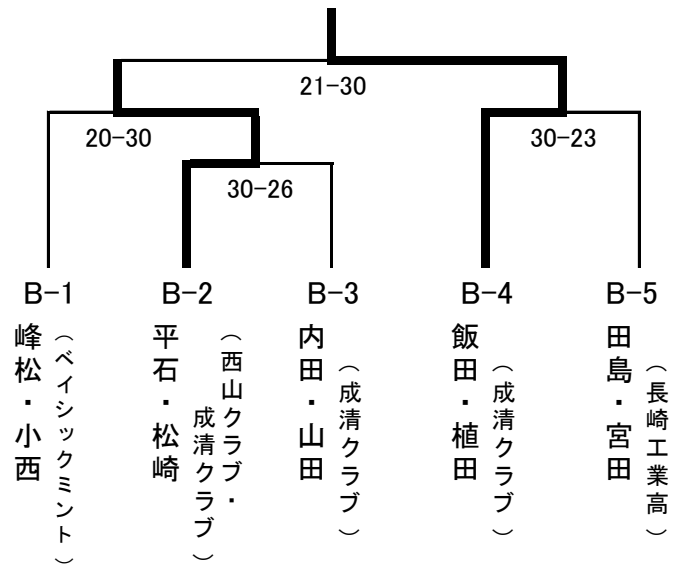 21-30
20-30
30-23
30-26
B-1
B-2
B-3
B-4
B-5
峰松・小西
（ベイシックミント）
平石・松崎
（西山クラブ・
成清クラブ）
内田・山田
（成清クラブ）
飯田・植田
（成清クラブ）
田島・宮田
（長崎工業高）